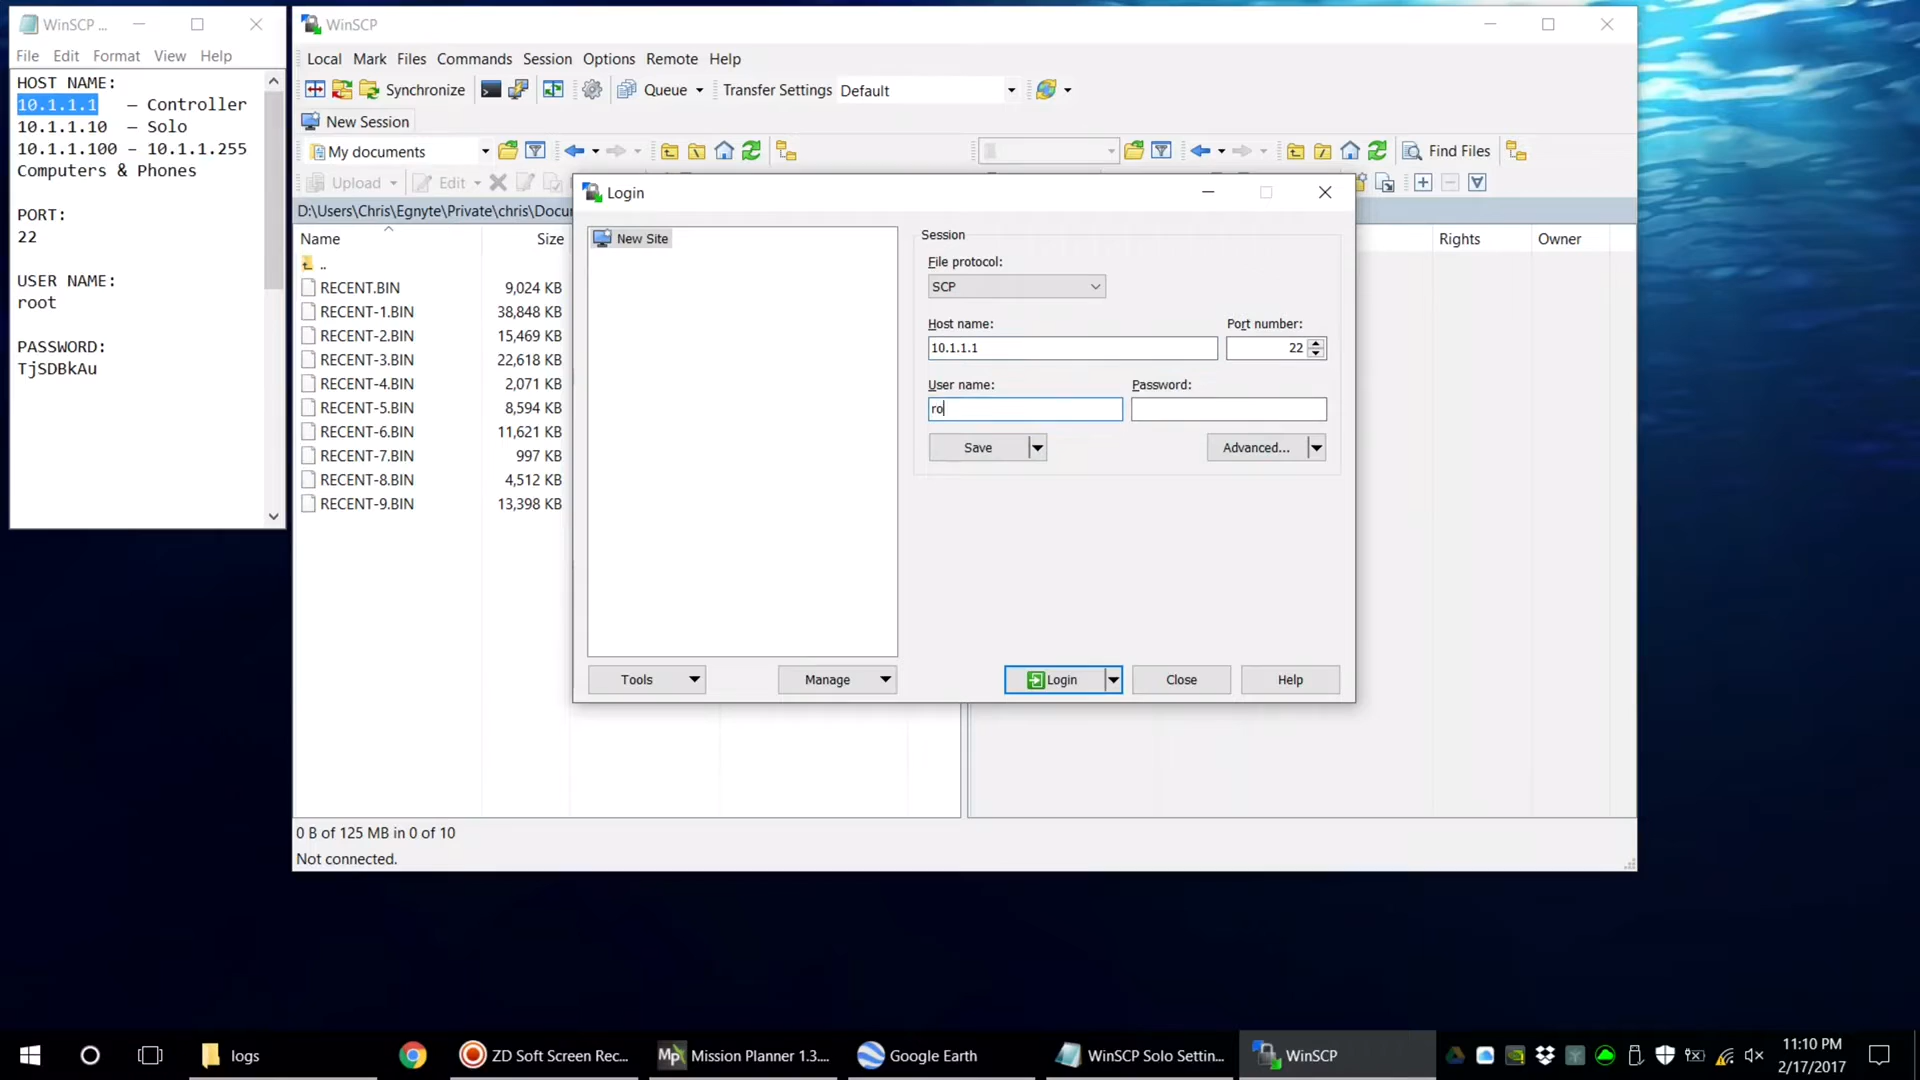 WinSCP ...
File Edit Format View Help
HOST NAME:
10.1.1.1 – Controller
10.1.1.10 – Solo
10.1.1.100 – 10.1.1.255
Computers & Phones
PORT:
22
USER NAME:
root
PASSWORD:
TjSDBkAu
WinSCP
Local Mark Files Commands Session Options Remote Help
Synchronize Queue Transfer Settings Default
New Session
My documents Find Files
Upload Edit
D:\Users\Chris\Egnyte\Private\chris\Docu
Name Size Rights Owner
..
RECENT.BIN 9,024 KB
RECENT-1.BIN 38,848 KB
RECENT-2.BIN 15,469 KB
RECENT-3.BIN 22,618 KB
RECENT-4.BIN 2,071 KB
RECENT-5.BIN 8,594 KB
RECENT-6.BIN 11,621 KB
RECENT-7.BIN 997 KB
RECENT-8.BIN 4,512 KB
RECENT-9.BIN 13,398 KB
0 B of 125 MB in 0 of 10
Not connected.
Login
New Site
Session
File protocol:
SCP
Host name: Port number:
10.1.1.1 22
User name: Password:
ro
Save Advanced...
Tools Manage Login Close Help
logs ZD Soft Screen Rec... Mp Mission Planner 1.3.... Google Earth WinSCP Solo Settin... WinSCP
11:10 PM
2/17/2017